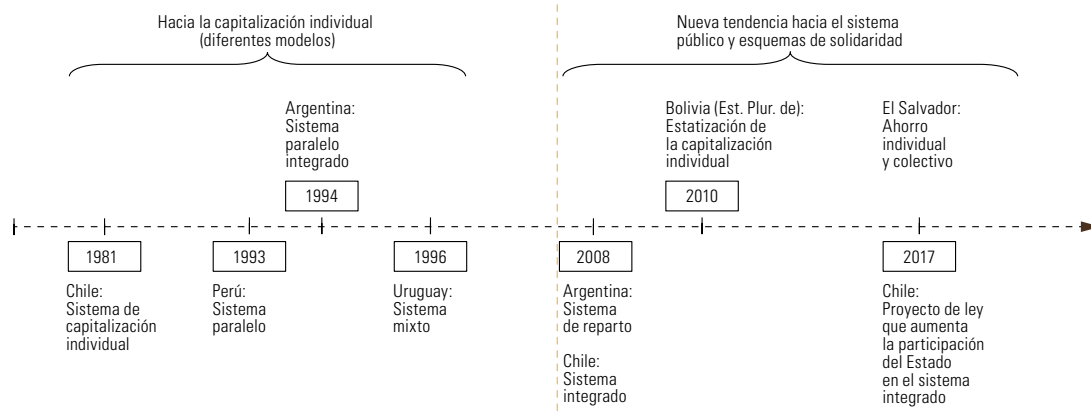 Hacia la capitalización individual
(diferentes modelos)
Nueva tendencia hacia el sistema
público y esquemas de solidaridad
Argentina:
Sistema
paralelo
integrado
1994
Bolivia (Est. Plur. de):
Estatización de
la capitalización
individual
2010
El Salvador:
Ahorro
individual
y colectivo
1981
Chile:
Sistema de
capitalización
individual
1993
Perú:
Sistema
paralelo
1996
Uruguay:
Sistema
mixto
2008
Argentina:
Sistema
de reparto
Chile:
Sistema
integrado
2017
Chile:
Proyecto de ley
que aumenta
la participación
del Estado
en el sistema
integrado